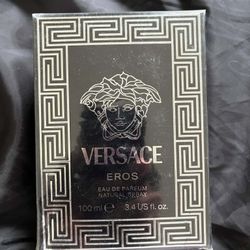 VERSACE
EROS
EAU DE PARFUM
NATURAL SPRAY
100 ml ℮ 3.4 US fl. oz.